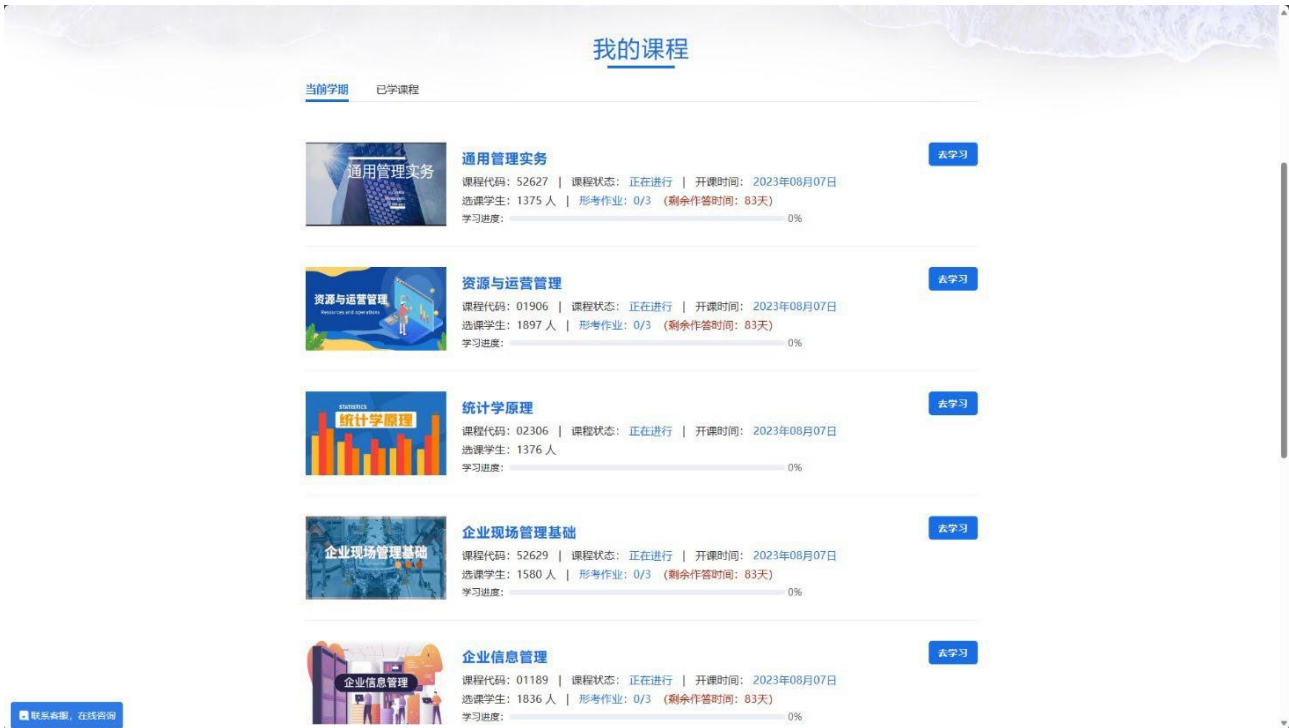 我的课程
当前学期 已学课程
通用管理实务
通用管理实务
去学习
课程代码：52627 | 课程状态：正在进行 | 开课时间：2023年08月07日
选课学生：1375 人 | 形考作业：0/3 (剩余作答时间：83天)
学习进度： 0%
资源与运营管理
Resources and operations
资源与运营管理
去学习
课程代码：01906 | 课程状态：正在进行 | 开课时间：2023年08月07日
选课学生：1897 人 | 形考作业：0/3 (剩余作答时间：83天)
学习进度： 0%
STATISTICS
统计学原理
统计学原理
去学习
课程代码：02306 | 课程状态：正在进行 | 开课时间：2023年08月07日
选课学生：1376 人
学习进度： 0%
企业现场管理基础
企业现场管理基础
去学习
课程代码：52629 | 课程状态：正在进行 | 开课时间：2023年08月07日
选课学生：1580 人 | 形考作业：0/3 (剩余作答时间：83天)
学习进度： 0%
企业信息管理
企业信息管理
去学习
课程代码：01189 | 课程状态：正在进行 | 开课时间：2023年08月07日
选课学生：1836 人 | 形考作业：0/3 (剩余作答时间：83天)
学习进度： 0%
联系客服，在线咨询